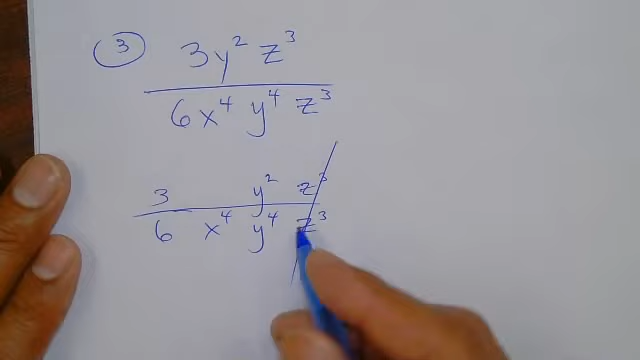 ③ 3y² z³
6x⁴ y⁴ z³
3 y² z³
6 x⁴ y⁴ z³